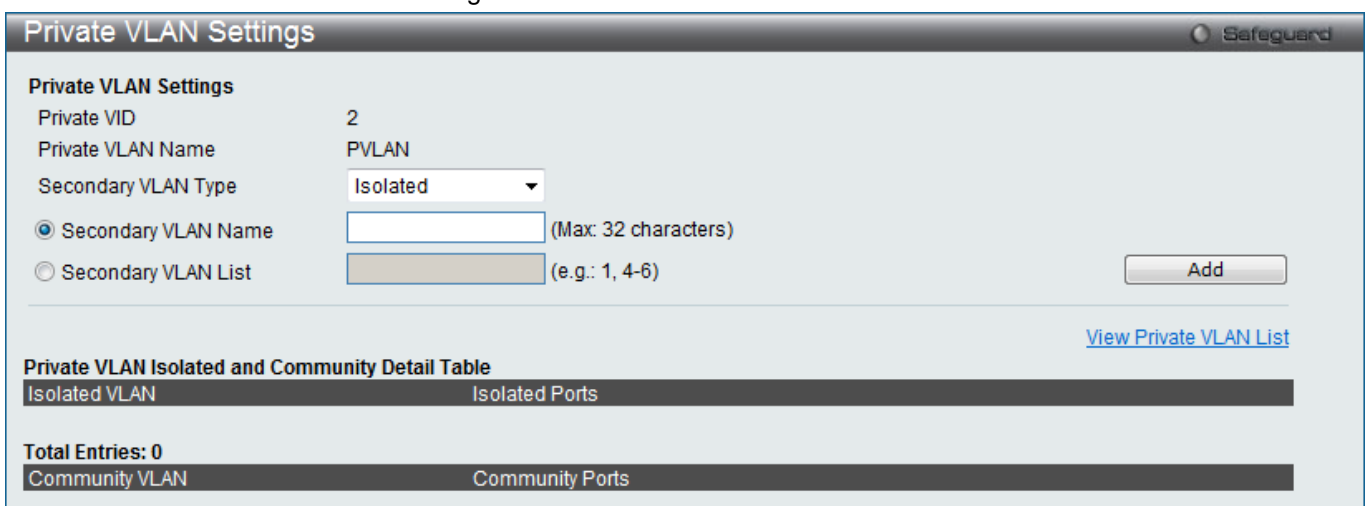 Private VLAN Settings
Safeguard
Private VLAN Settings
Private VID 2
Private VLAN Name PVLAN
Secondary VLAN Type Isolated
Secondary VLAN Name (Max: 32 characters)
Secondary VLAN List (e.g.: 1, 4-6) Add
View Private VLAN List
Private VLAN Isolated and Community Detail Table
Isolated VLAN Isolated Ports
Total Entries: 0
Community VLAN Community Ports